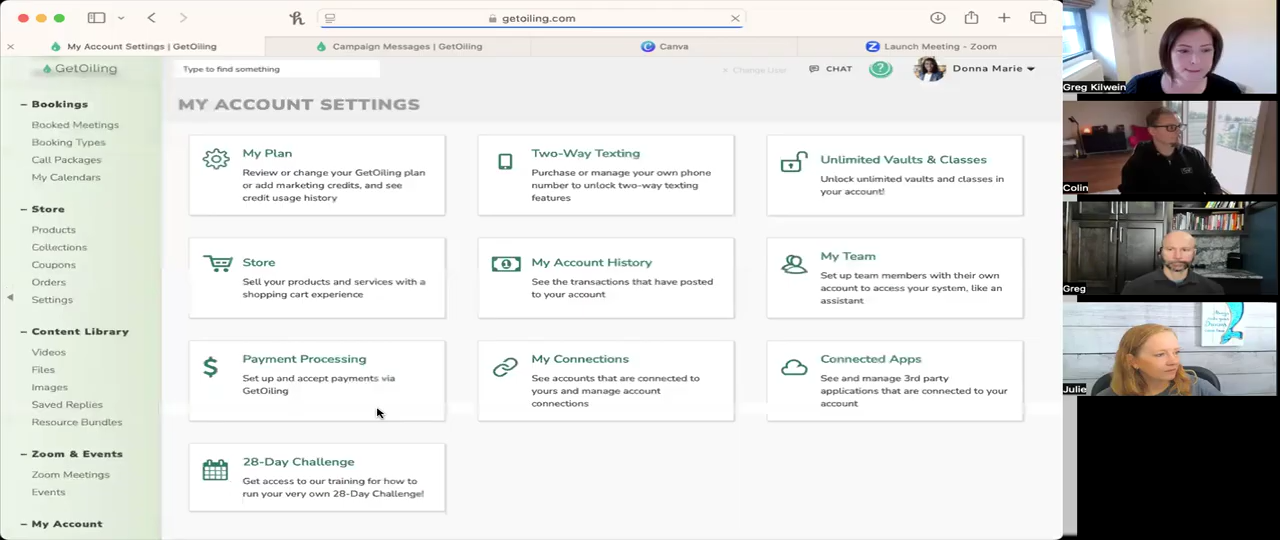 getoiling.com
My Account Settings | GetOiling
Campaign Messages | GetOiling
Canva
Launch Meeting - Zoom
GetOiling
Type to find something
Change User
CHAT
Donna Marie
Bookings
Booked Meetings
Booking Types
Call Packages
My Calendars
Store
Products
Collections
Coupons
Orders
Settings
Content Library
Videos
Files
Images
Saved Replies
Resource Bundles
Zoom & Events
Zoom Meetings
Events
My Account
MY ACCOUNT SETTINGS
My Plan
Review or change your GetOiling plan
or add marketing credits, and see
credit usage history
Two-Way Texting
Purchase or manage your own phone
number to unlock two-way texting
features
Unlimited Vaults & Classes
Unlock unlimited vaults and classes in
your account!
Store
Sell your products and services with a
shopping cart experience
My Account History
See the transactions that have posted
to your account
My Team
Set up team members with their own
account to access your system, like an
assistant
Payment Processing
Set up and accept payments via
GetOiling
My Connections
See accounts that are connected to
yours and manage account
connections
Connected Apps
See and manage 3rd party
applications that are connected to your
account
28-Day Challenge
Get access to our training for how to
run your very own 28-Day Challenge!
Greg Kilwein
Colin
Greg
Julie